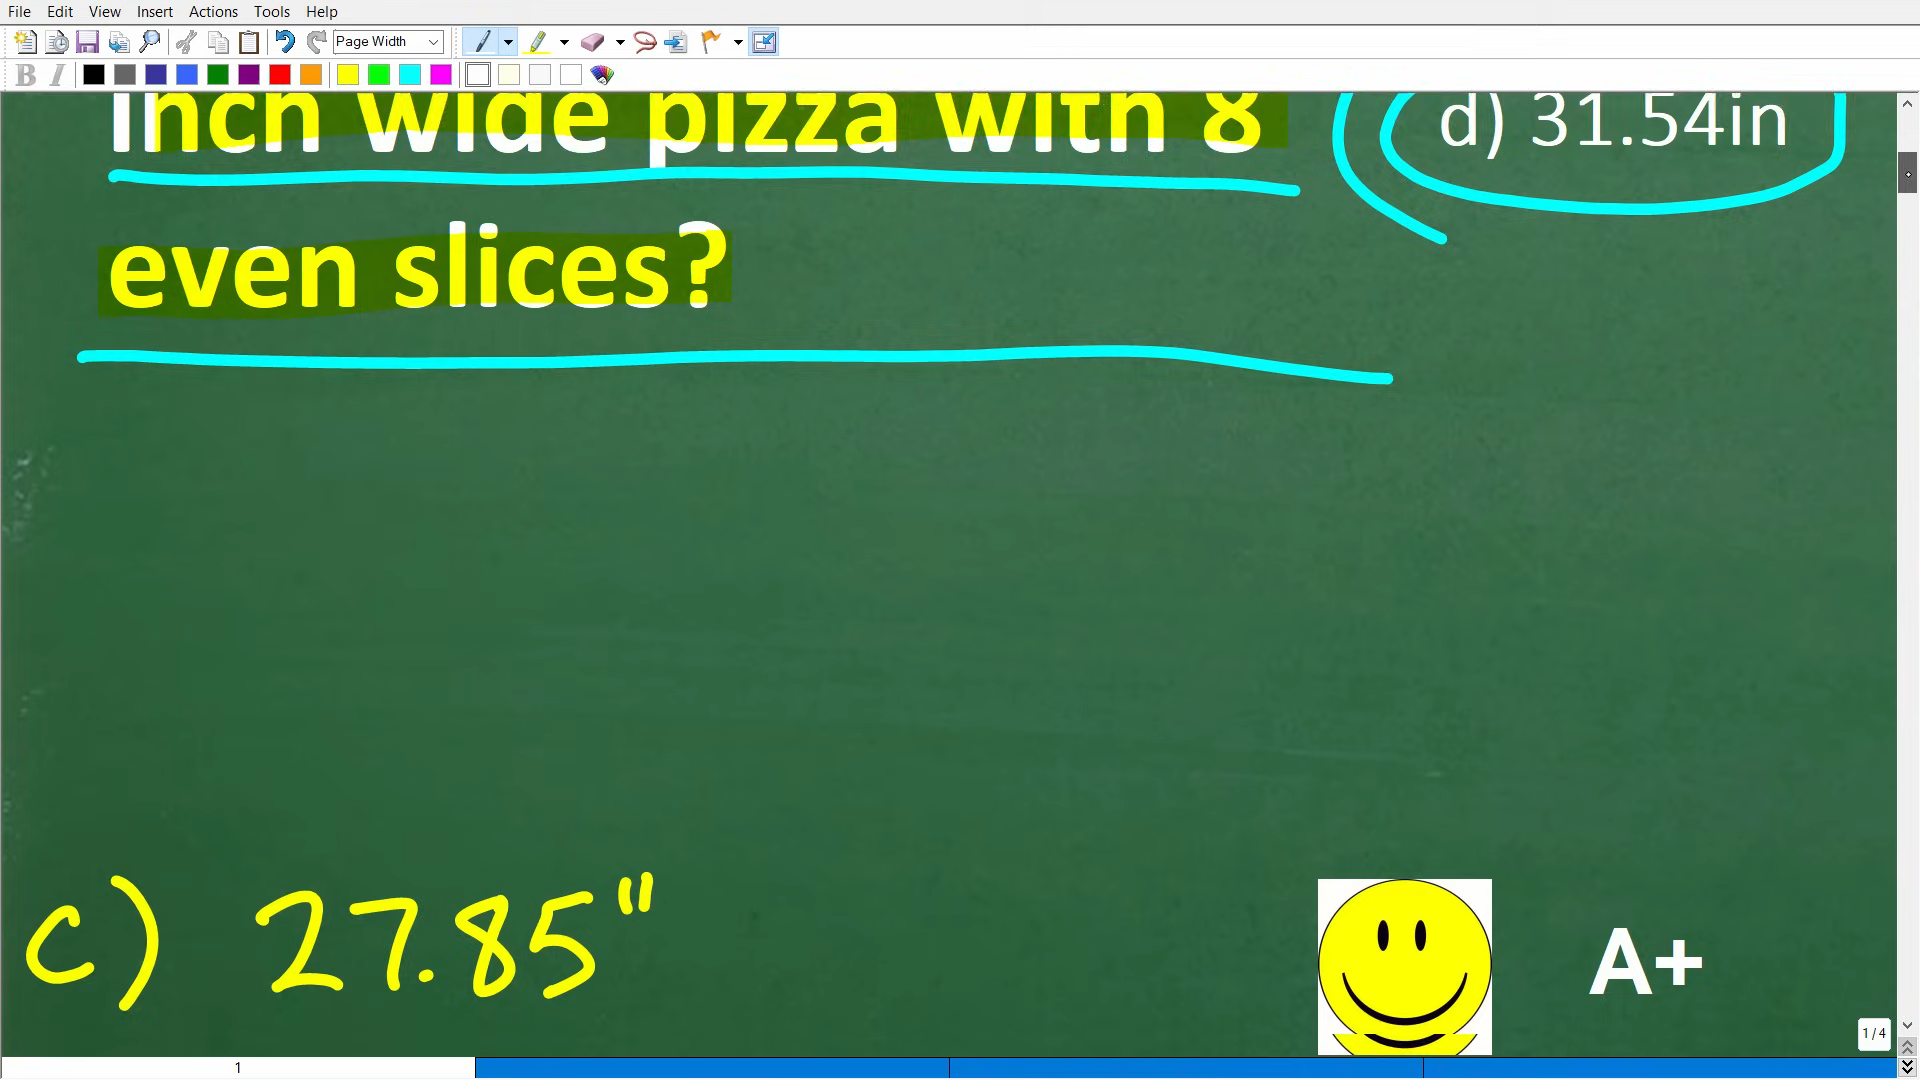 File Edit View Insert Actions Tools Help
Page Width
B I
inch wide pizza with 8
d) 31.54in
even slices?
c) 27.85"
A+
1 / 4
1